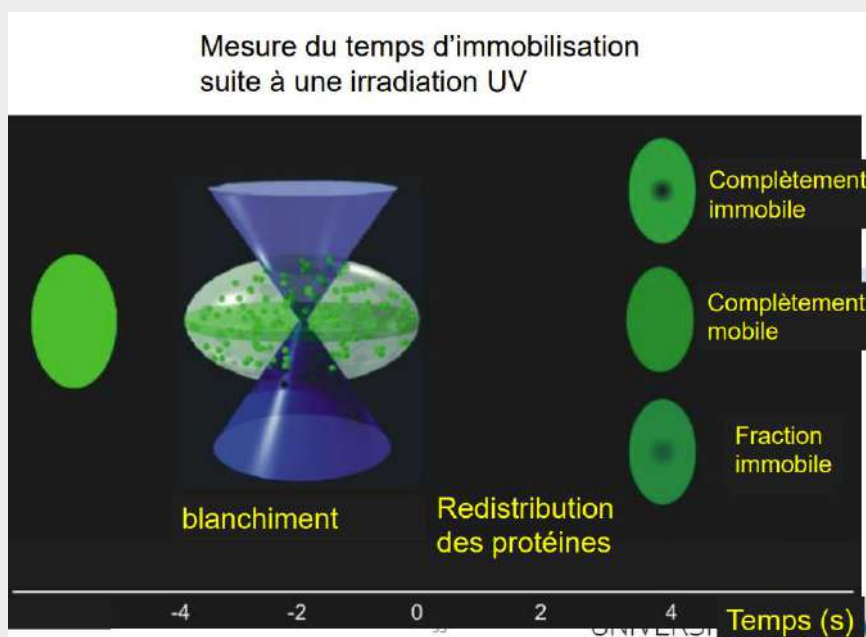 Mesure du temps d'immobilisation
suite à une irradiation UV
Complètement
immobile
Complètement
mobile
Fraction
immobile
blanchiment
Redistribution
des protéines
-4 -2 0 2 4 Temps (s)